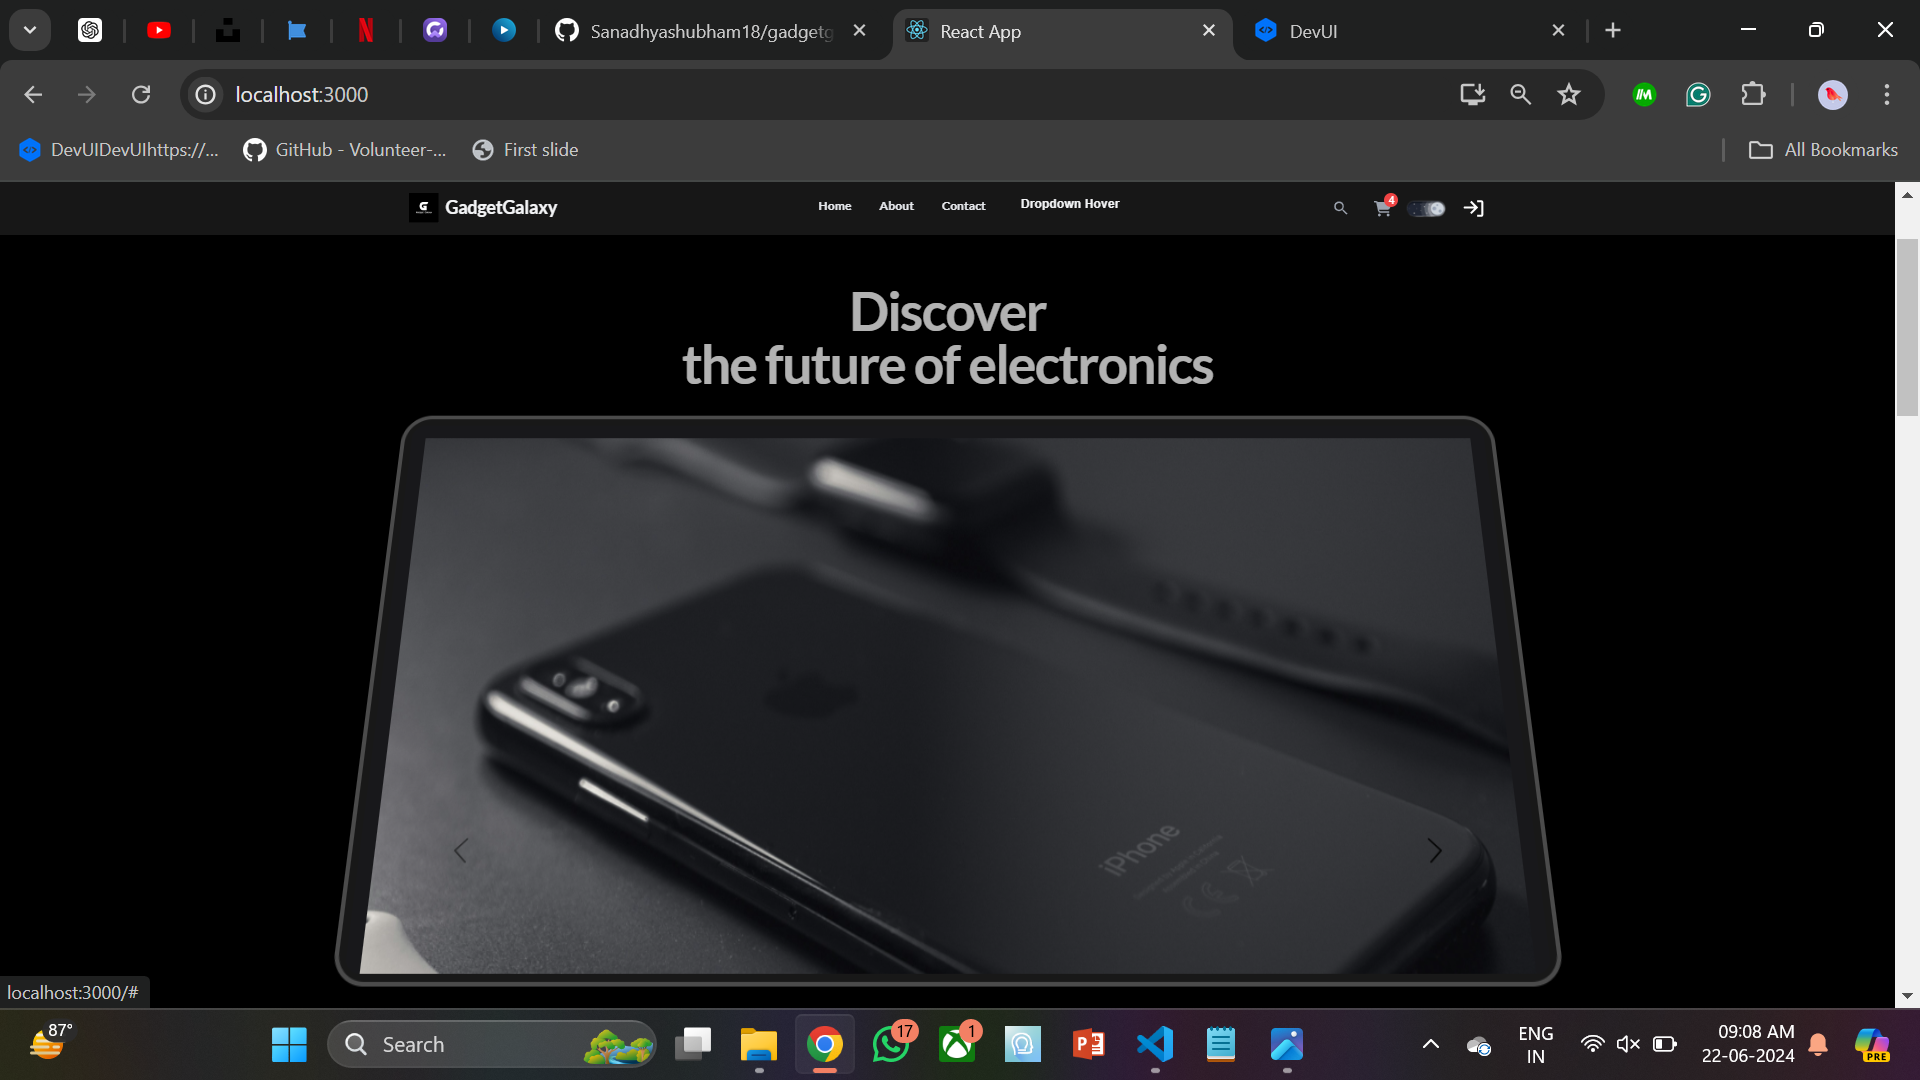 Sanadhyashubham18/gadgetg
React App
DevUI
localhost:3000
DevUIDevUIhttps://...
GitHub - Volunteer-...
First slide
All Bookmarks
G
GadgetGalaxy
Home
About
Contact
Dropdown Hover
4
Discover
the future of electronics
iPhone
localhost:3000/#
87°
Search
17
1
ENG
IN
09:08 AM
22-06-2024
PRE